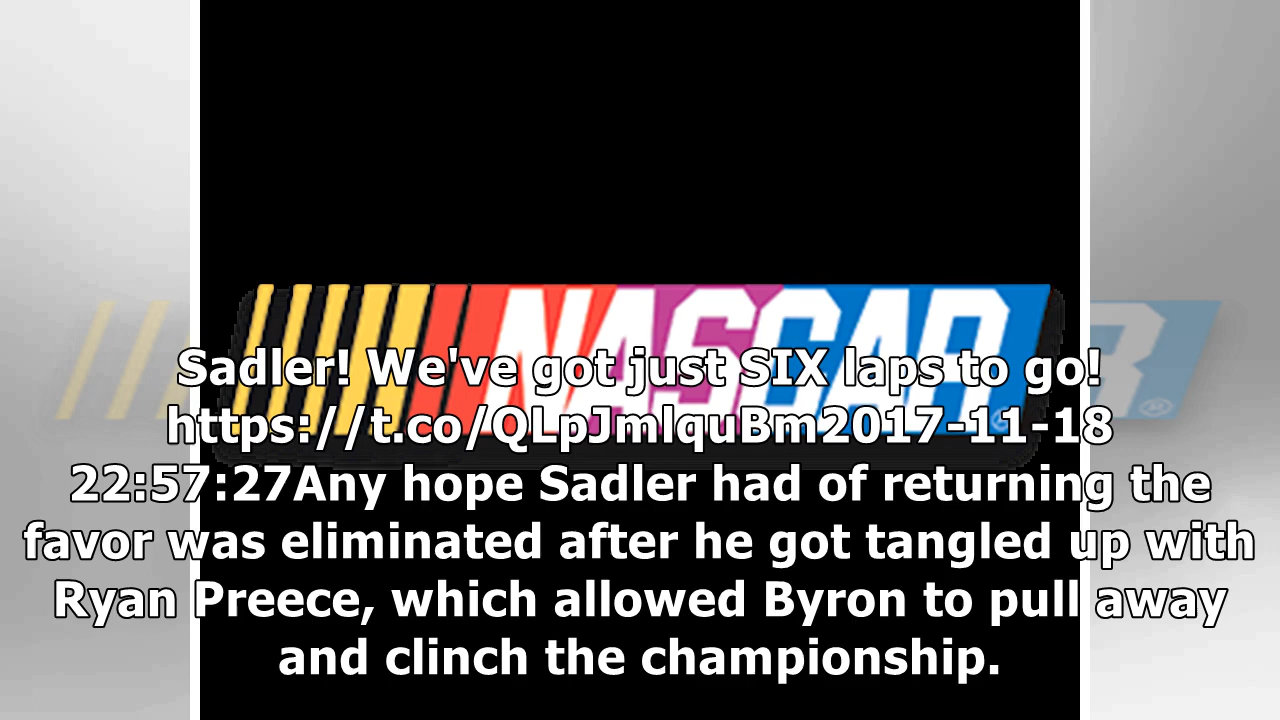 NASCAR
Sadler! We've got just SIX laps to go!
https://t.co/QLpJmlquBm2017-11-18
22:57:27Any hope Sadler had of returning the
favor was eliminated after he got tangled up with
Ryan Preece, which allowed Byron to pull away
and clinch the championship.